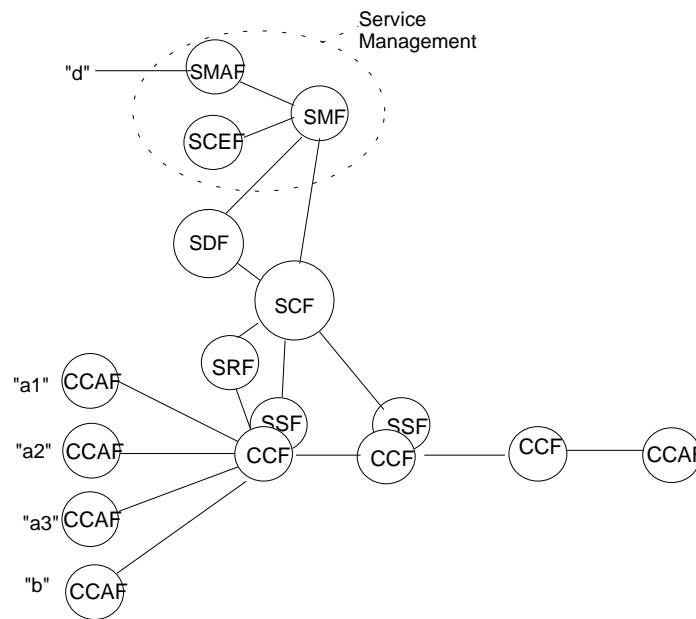 Service
Management
"d"
SMAF
SMF
SCEF
SDF
SCF
SRF
"a1"
CCAF
SSF
SSF
"a2"
CCAF
CCF
CCF
CCF
CCAF
"a3"
CCAF
"b"
CCAF